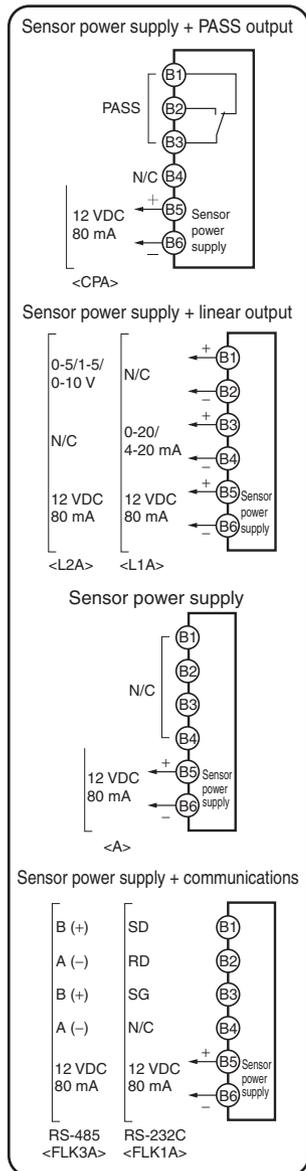 Sensor power supply + PASS output
B1
PASS
B2
B3
N/C
B4
+
12 VDC
80 mA
B5
B6
Sensor
power
supply
−
<CPA>
Sensor power supply + linear output
0-5/1-5/
0-10 V
N/C
+
B1
−
B2
N/C
0-20/
4-20 mA
+
B3
−
B4
12 VDC
80 mA
12 VDC
80 mA
+
B5
−
B6
Sensor
power
supply
<L2A>
<L1A>
Sensor power supply
B1
B2
N/C
B3
B4
12 VDC
80 mA
+
B5
−
B6
Sensor
power
supply
<A>
Sensor power supply + communications
B (+)
SD
B1
A (−)
RD
B2
B (+)
SG
B3
A (−)
N/C
B4
12 VDC
80 mA
12 VDC
80 mA
+
B5
−
B6
Sensor
power
supply
RS-485
<FLK3A>
RS-232C
<FLK1A>